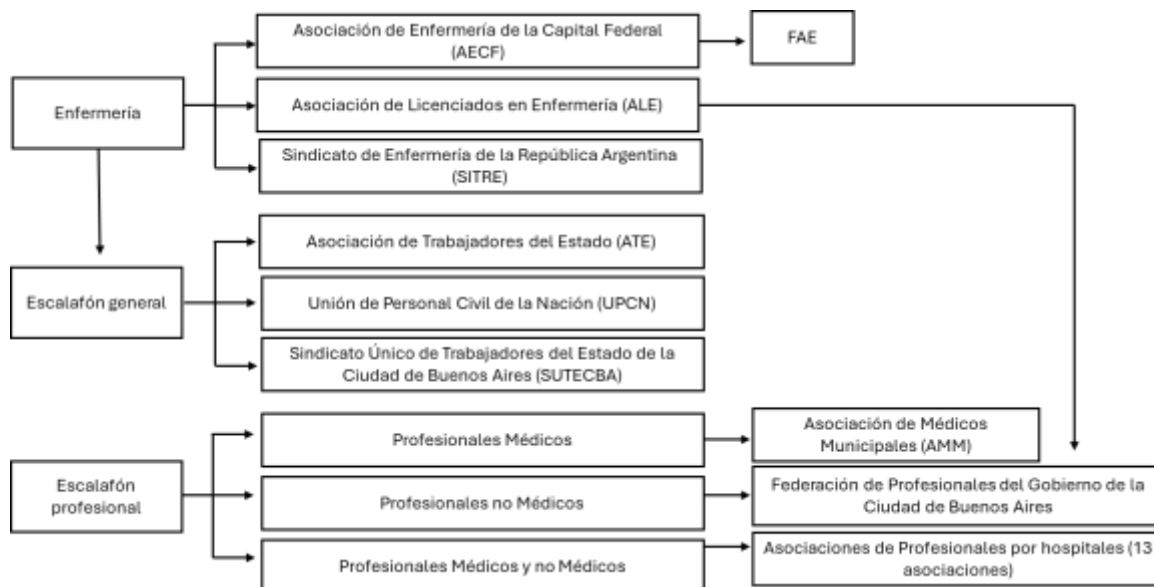 Asociación de Enfermería de la Capital Federal
(AECF)
FAE
Enfermería
Asociación de Licenciados en Enfermería (ALE)
Sindicato de Enfermería de la República Argentina
(SITRE)
Asociación de Trabajadores del Estado (ATE)
Escalafón general
Unión de Personal Civil de la Nación (UPCN)
Sindicato Único de Trabajadores del Estado de la
Ciudad de Buenos Aires (SUTECBA)
Profesionales Médicos
Asociación de Médicos
Municipales (AMM)
Escalafón
profesional
Profesionales no Médicos
Federación de Profesionales del Gobierno de la
Ciudad de Buenos Aires
Profesionales Médicos y no Médicos
Asociaciones de Profesionales por hospitales (13
asociaciones)